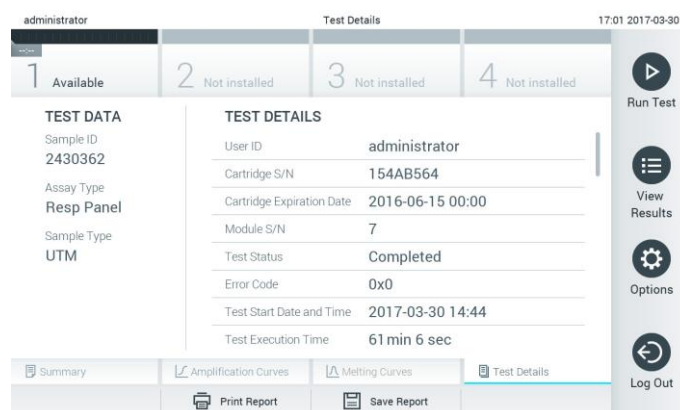 administrator Test Details 17:01 2017-03-30
--:--
1 Available 2 Not installed 3 Not installed 4 Not installed
Run Test
TEST DATA
Sample ID
2430362
Assay Type
Resp Panel
Sample Type
UTM
TEST DETAILS
User ID administrator
Cartridge S/N 154AB564
Cartridge Expiration Date 2016-06-15 00:00
Module S/N 7
Test Status Completed
Error Code 0x0
Test Start Date and Time 2017-03-30 14:44
Test Execution Time 61min 6 sec
View
Results
Options
Log Out
Summary Amplification Curves Melting Curves Test Details
Print Report Save Report